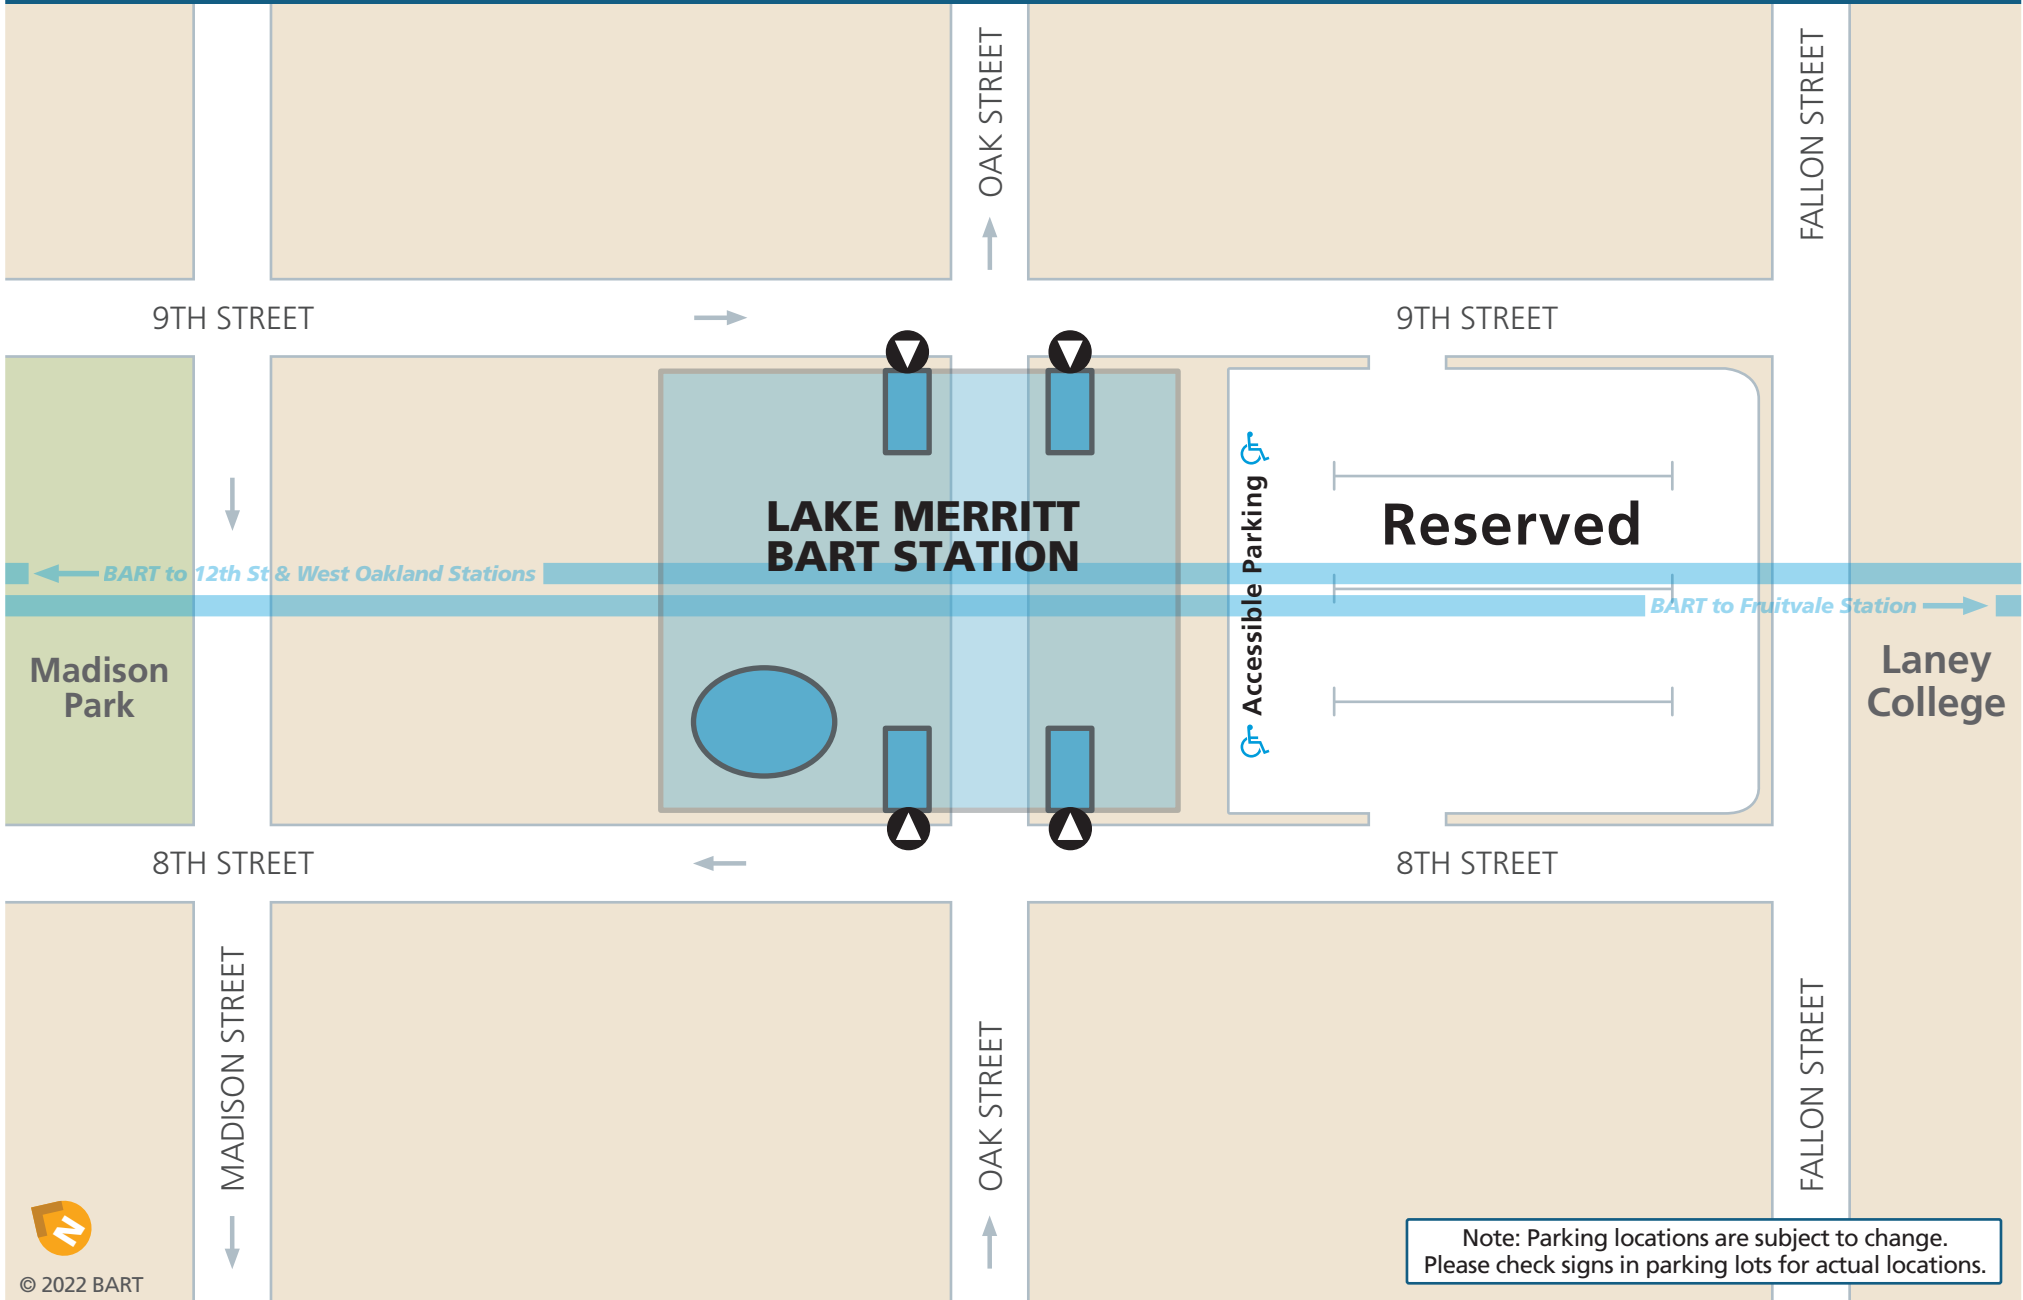 OAK STREET
FALLON STREET
9TH STREET
9TH STREET
LAKE MERRITT
BART STATION
Accessible Parking
Reserved
BART to 12th St & West Oakland Stations
BART to Fruitvale Station
Madison
Park
Laney
College
8TH STREET
8TH STREET
MADISON STREET
OAK STREET
FALLON STREET
N
© 2022 BART
Note: Parking locations are subject to change.
Please check signs in parking lots for actual locations.